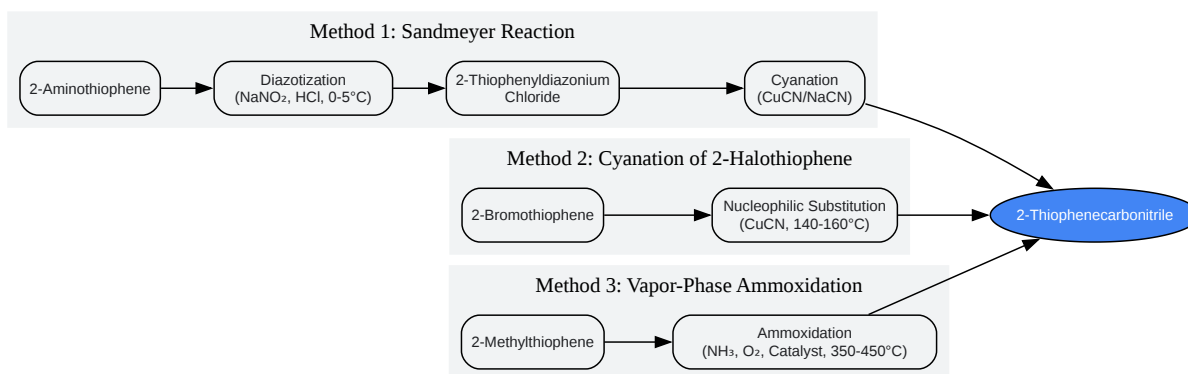 Method 1: Sandmeyer Reaction
2-Aminothiophene
Diazotization
(NaNO₂, HCl, 0-5°C)
2-Thiophenyldiazonium
Chloride
Cyanation
(CuCN/NaCN)
Method 2: Cyanation of 2-Halothiophene
2-Bromothiophene
Nucleophilic Substitution
(CuCN, 140-160°C)
2-Thiophenecarbonitrile
Method 3: Vapor-Phase Ammoxidation
2-Methylthiophene
Ammoxidation
(NH₃, O₂, Catalyst, 350-450°C)